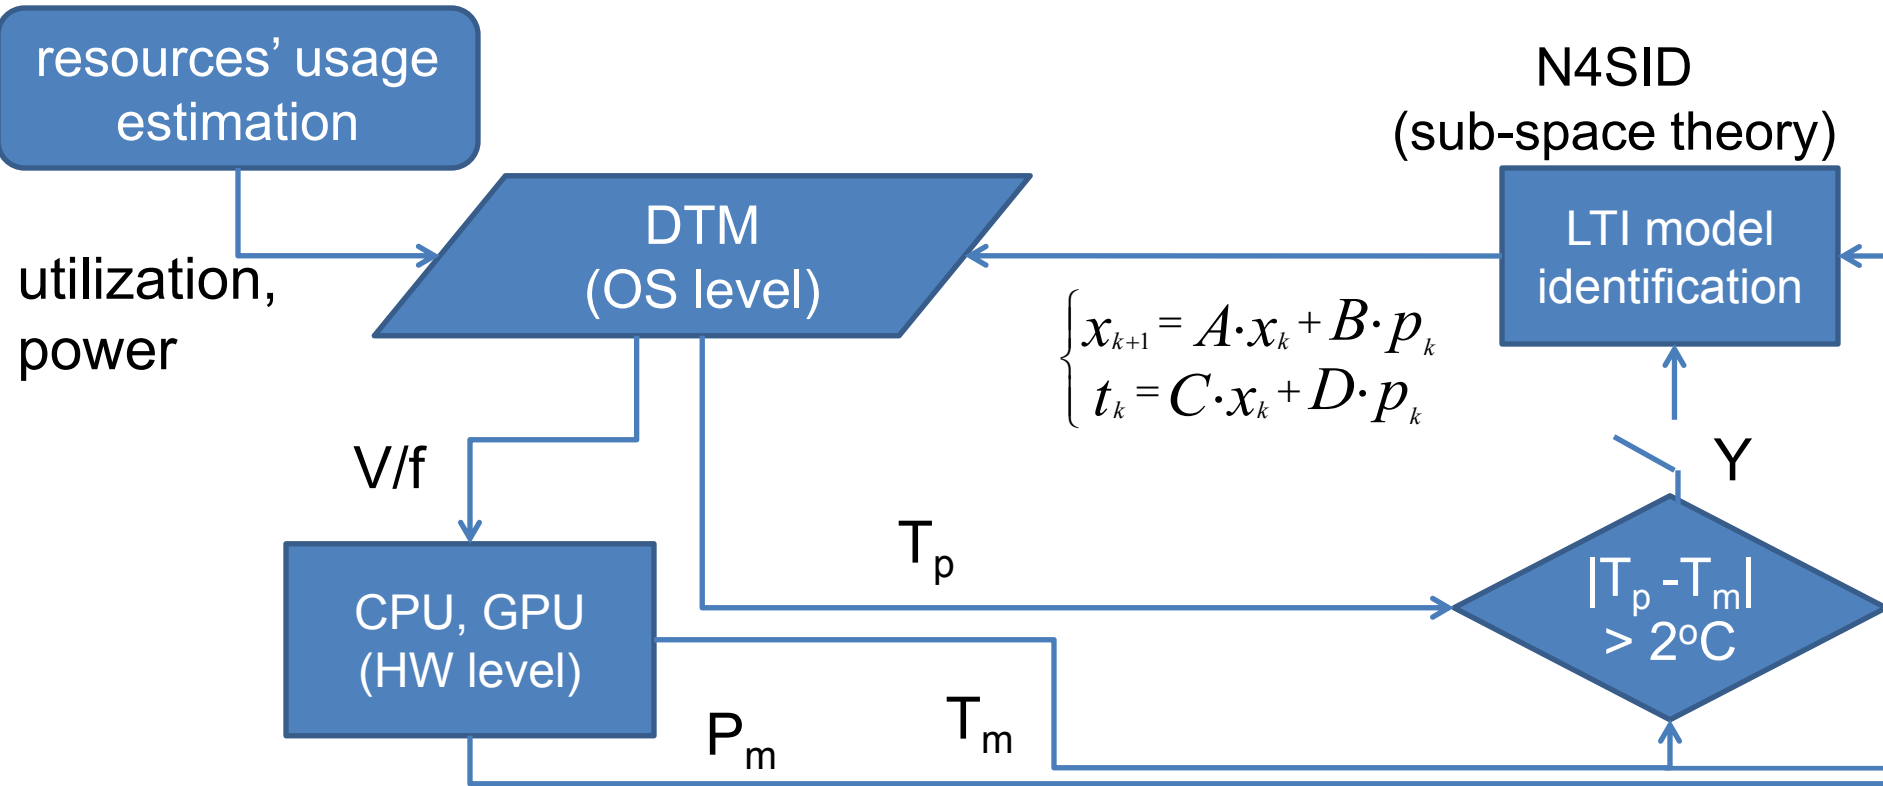 resources’ usage
estimation
N4SID
(sub-space theory)
DTM
(OS level)
LTI model
identification
utilization,
power
x_{k+1} = A·x_k + B·p_k
t_k = C·x_k + D·p_k
V/f
Y
T_p
|T_p -T_m|
> 2°C
CPU, GPU
(HW level)
P_m
T_m